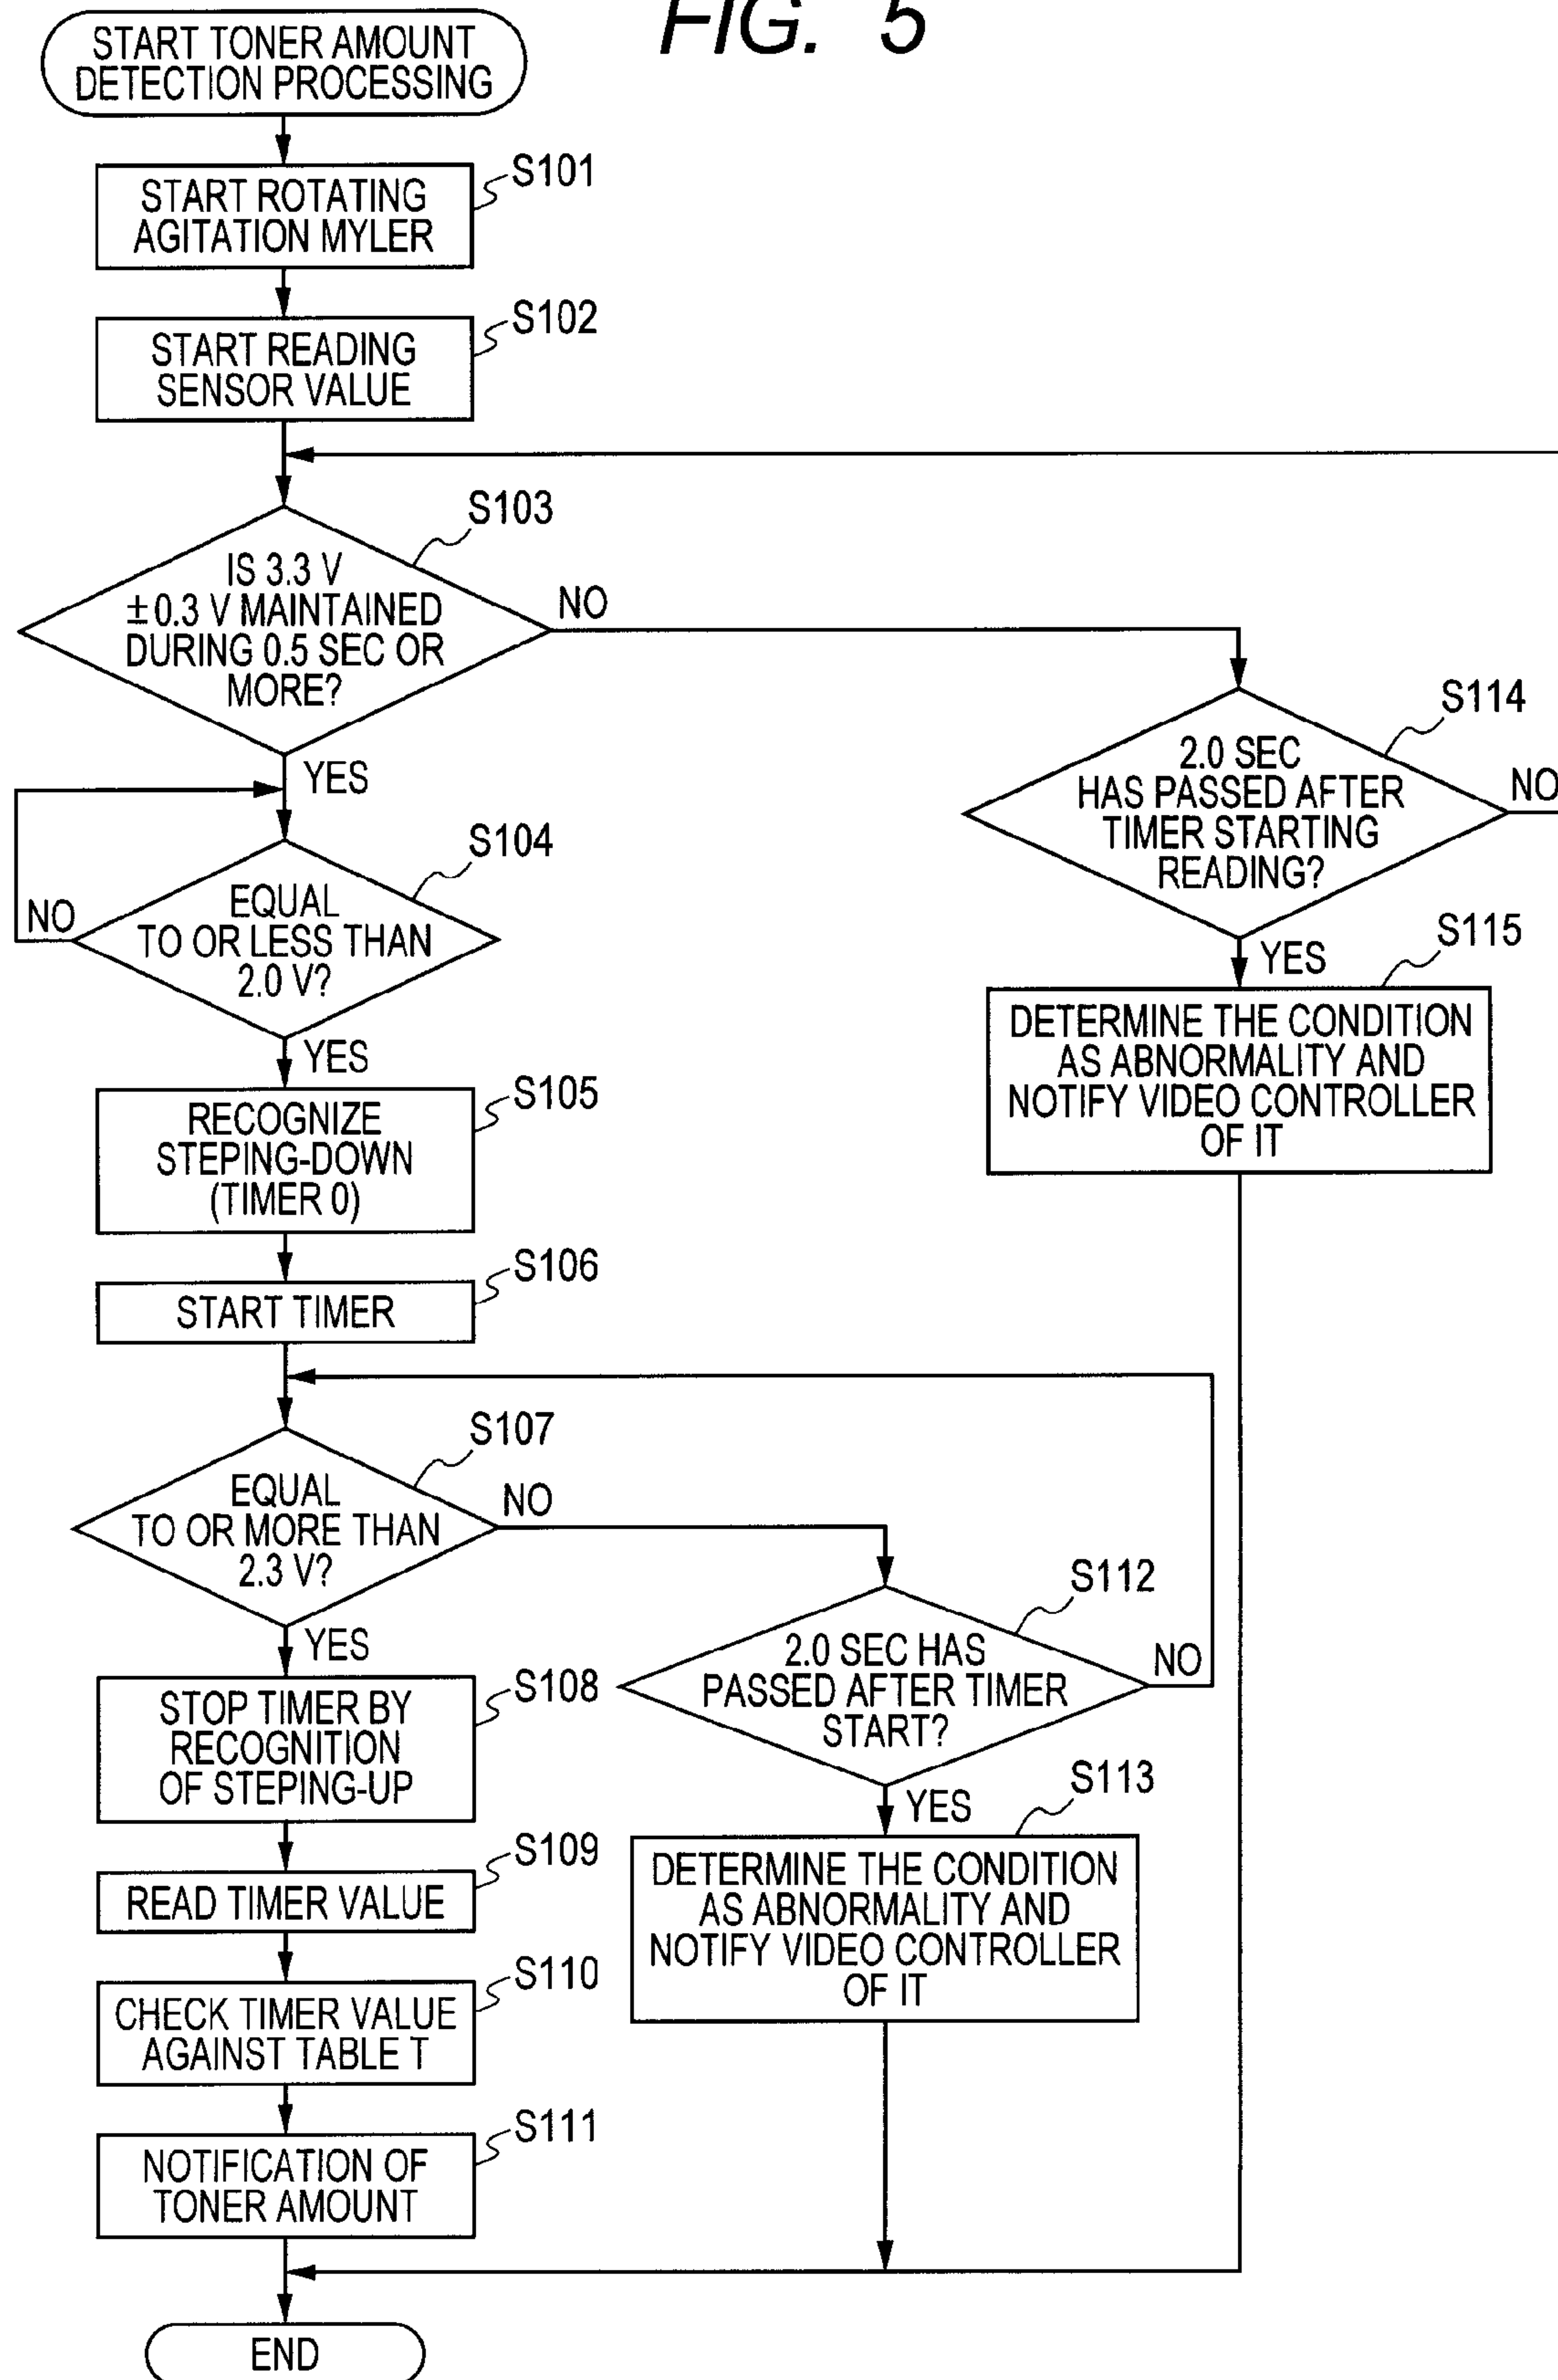 FIG. 5
START TONER AMOUNT
DETECTION PROCESSING
S101
START ROTATING
AGITATION MYLER
S102
START READING
SENSOR VALUE
S103
IS 3.3 V
±0.3 V MAINTAINED
DURING 0.5 SEC OR
MORE?
NO
YES
S114
2.0 SEC
HAS PASSED AFTER
TIMER STARTING
READING?
NO
YES
S104
EQUAL
TO OR LESS THAN
2.0 V?
NO
YES
S115
DETERMINE THE CONDITION
AS ABNORMALITY AND
NOTIFY VIDEO CONTROLLER
OF IT
S105
RECOGNIZE
STEPING-DOWN
(TIMER 0)
S106
START TIMER
S107
EQUAL
TO OR MORE THAN
2.3 V?
NO
YES
S112
2.0 SEC HAS
PASSED AFTER TIMER
START?
NO
YES
S108
STOP TIMER BY
RECOGNITION
OF STEPING-UP
S113
DETERMINE THE CONDITION
AS ABNORMALITY AND
NOTIFY VIDEO CONTROLLER
OF IT
S109
READ TIMER VALUE
S110
CHECK TIMER VALUE
AGAINST TABLE T
S111
NOTIFICATION OF
TONER AMOUNT
END